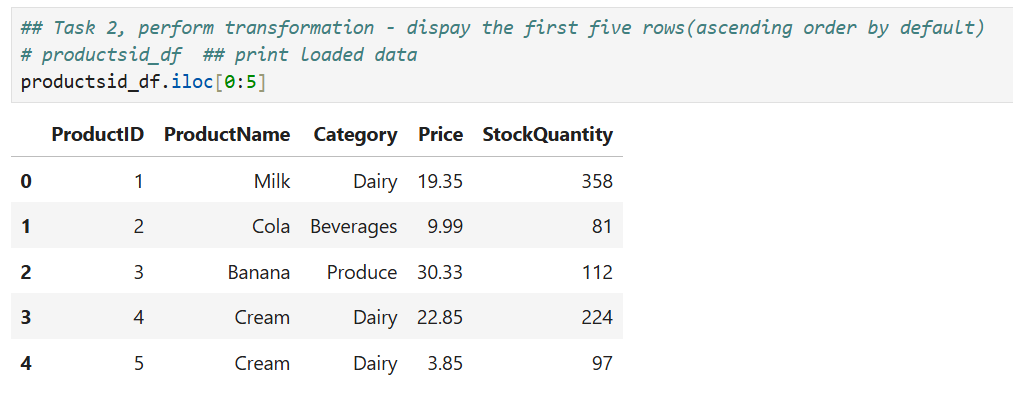 ## Task 2, perform transformation - dispay the first five rows(ascending order by default)
# productsid_df  ## print loaded data
productsid_df.iloc[0:5]
ProductID ProductName Category Price StockQuantity
0 1 Milk Dairy 19.35 358
1 2 Cola Beverages 9.99 81
2 3 Banana Produce 30.33 112
3 4 Cream Dairy 22.85 224
4 5 Cream Dairy 3.85 97